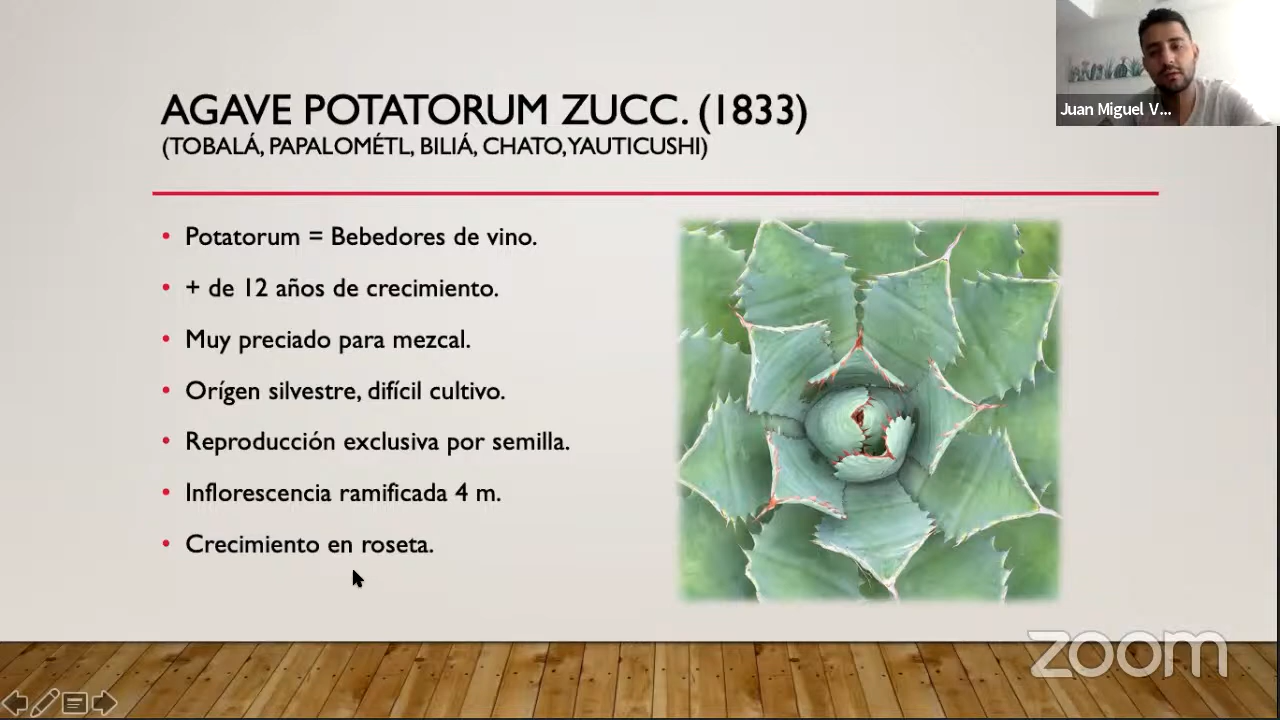 AGAVE POTATORUM ZUCC. (1833)
(TOBALÁ, PAPALOMÉTL, BILIÁ, CHATO, YAUTICUSHI)
Juan Miguel V...
• Potatorum = Bebedores de vino.
• + de 12 años de crecimiento.
• Muy preciado para mezcal.
• Orígen silvestre, difícil cultivo.
• Reproducción exclusiva por semilla.
• Inflorescencia ramificada 4 m.
• Crecimiento en roseta.
zoom